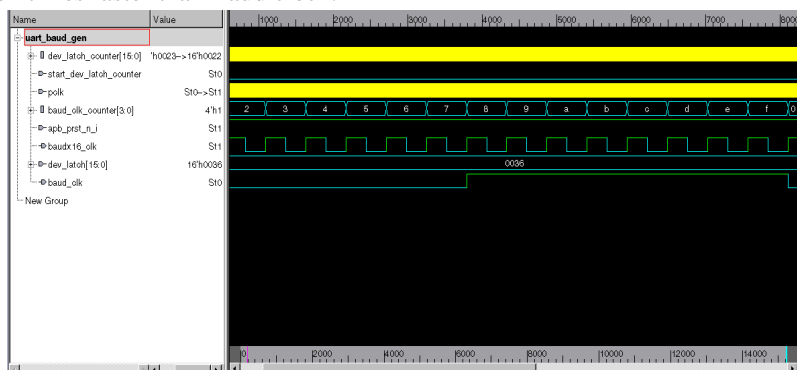 Name Value 1000 2000 3000 4000 5000 6000 7000 8000
uart_baud_gen
dev_latch_counter[15:0] 'h0023->16'h0022
start_dev_latch_counter St0
pclk St0->St1
baud_clk_counter[3:0] 4'h1 2 3 4 5 6 7 8 9 a b c d e f 0
apb_prst_n_i St1
baudx16_clk St1
dev_latch[15:0] 16'h0036 0036
baud_clk St0
New Group
0 2000 4000 6000 8000 10000 12000 14000